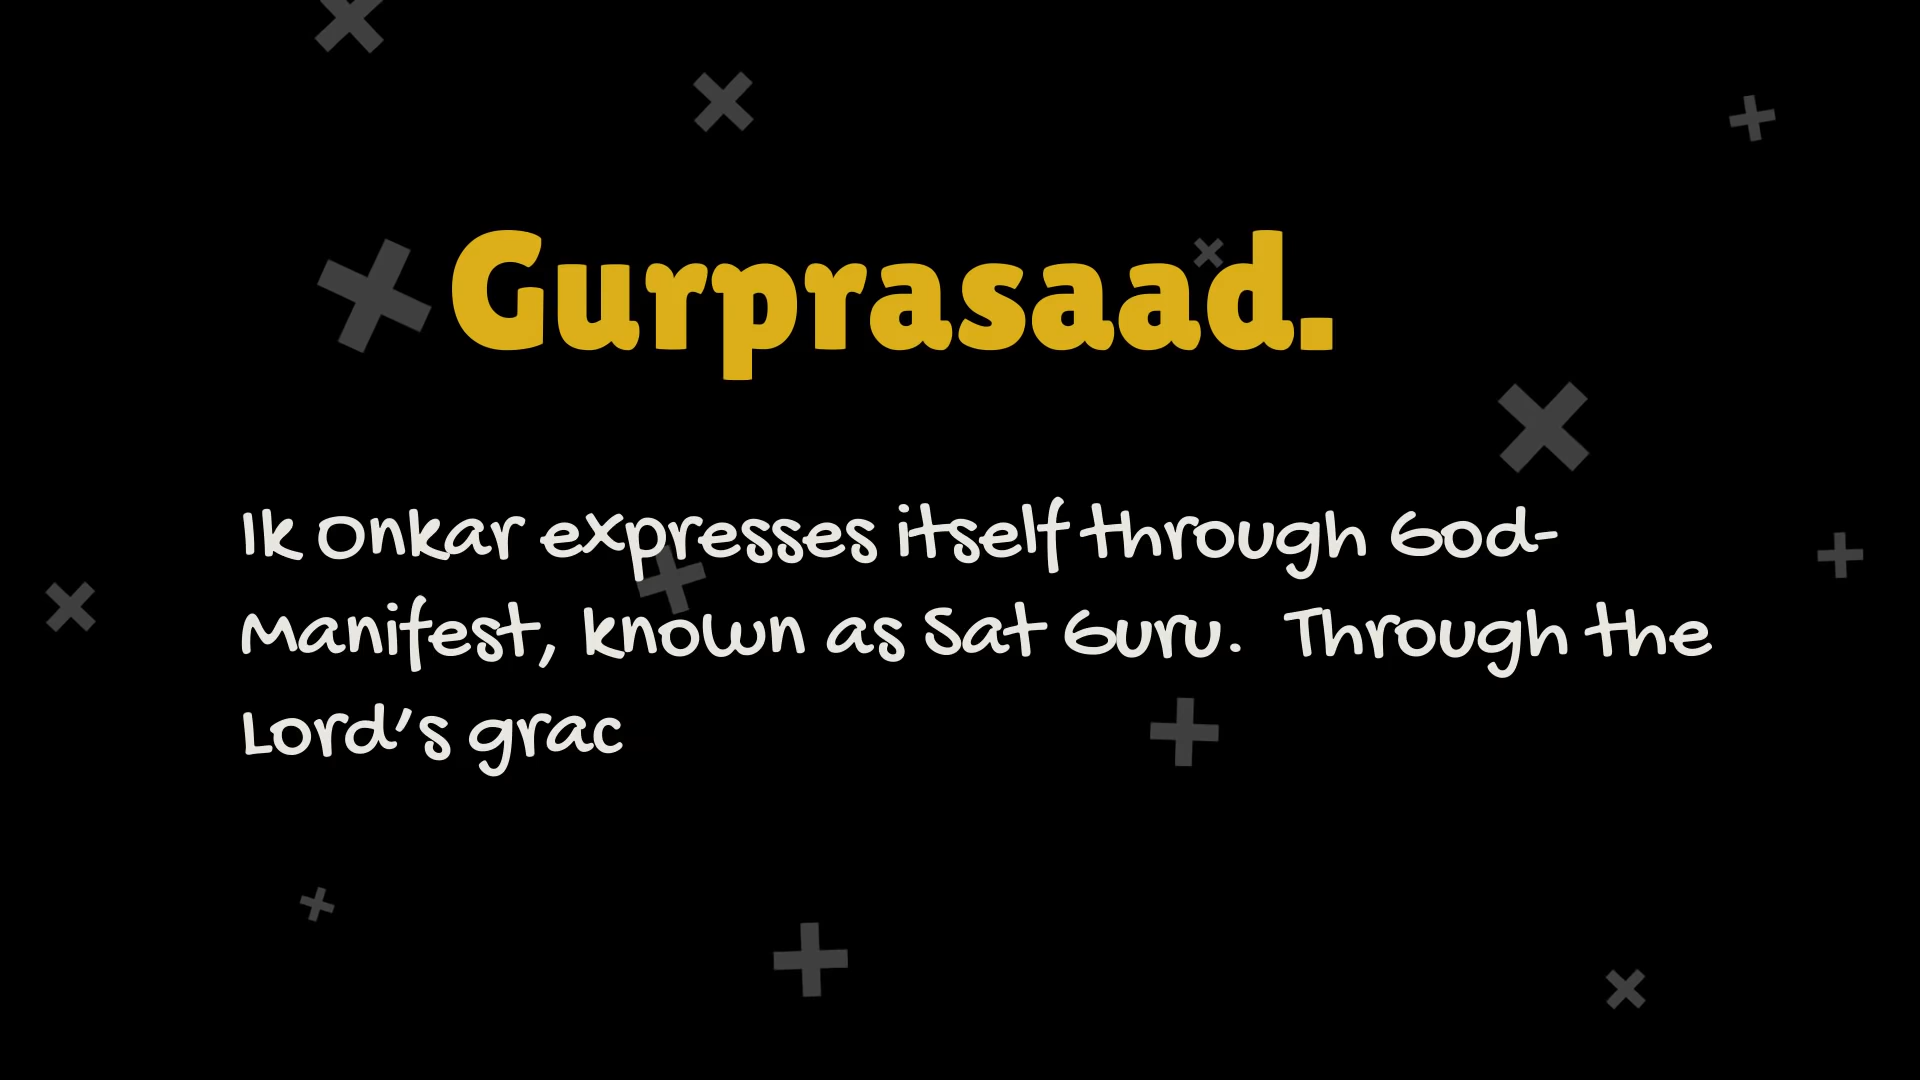 Gurprasaad.
Ik Onkar expresses itself through God-
Manifest, known as Sat Guru.  Through the
Lord's grac